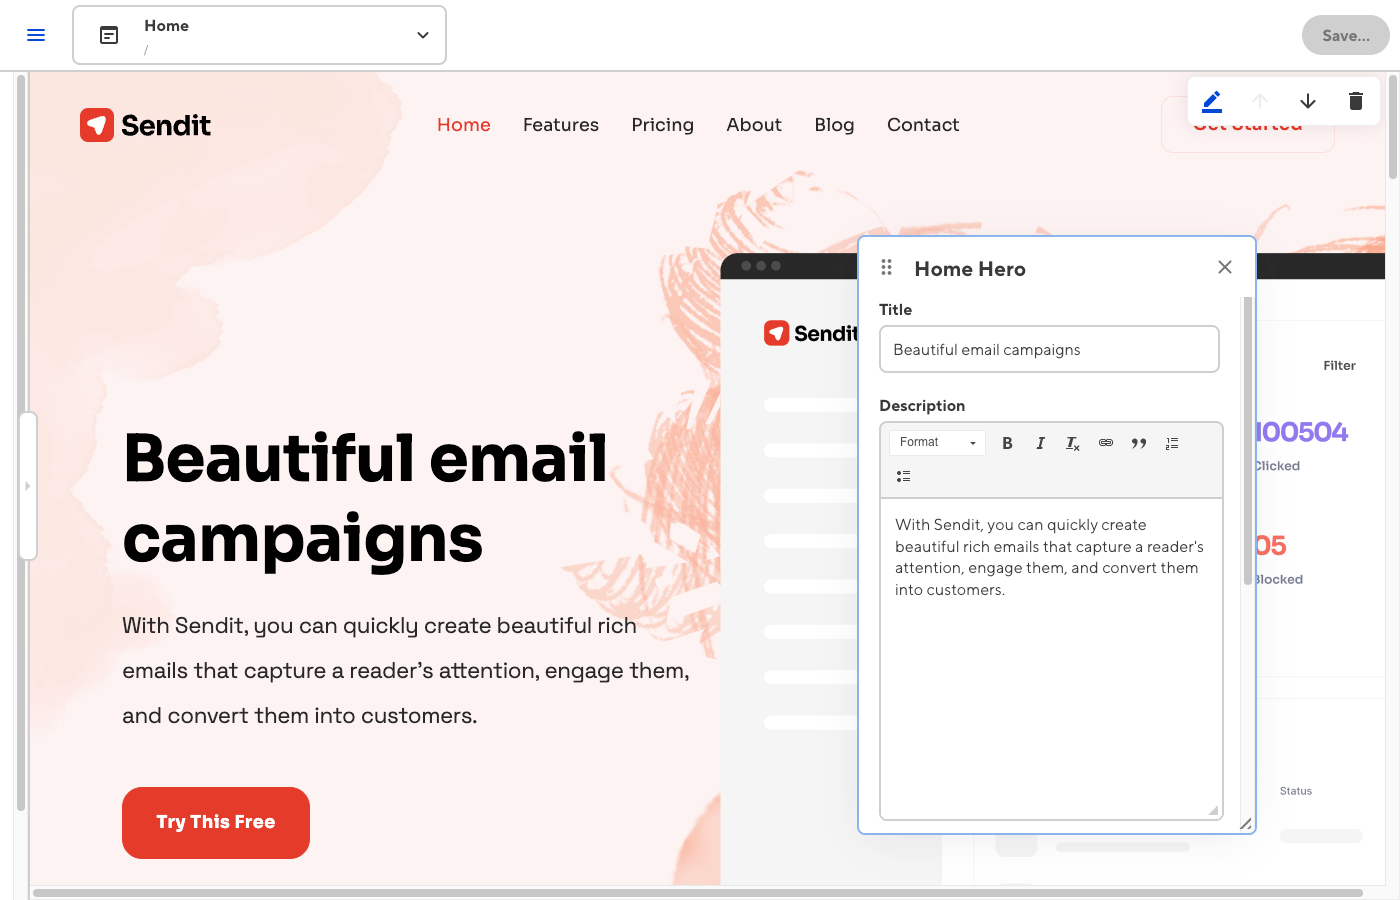 Home
/
Save...
Sendit
Home
Features
Pricing
About
Blog
Contact
Get Started
Home Hero
Title
Beautiful email campaigns
Description
Format
B
I
With Sendit, you can quickly create
beautiful rich emails that capture a reader's
attention, engage them, and convert them
into customers.
Sendit
Filter
100504
Clicked
05
Blocked
Status
Beautiful email
campaigns
With Sendit, you can quickly create beautiful rich
emails that capture a reader's attention, engage them,
and convert them into customers.
Try This Free